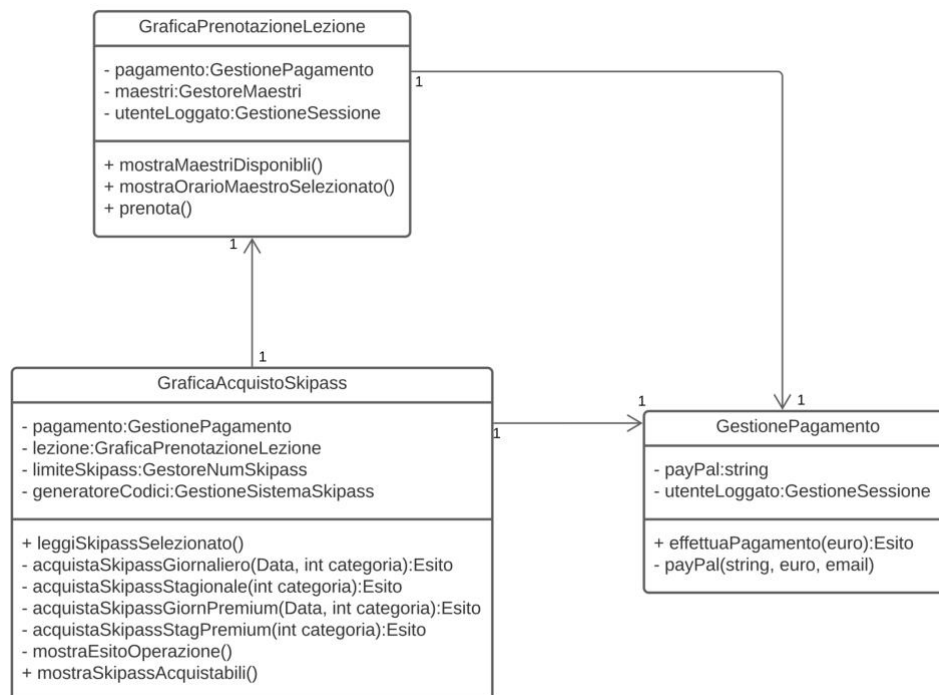 GraficaPrenotazioneLezione
- pagamento:GestionePagamento
- maestri:GestoreMaestri
- utenteLoggato:GestioneSessione
+ mostraMaestriDisponibli()
+ mostraOrarioMaestroSelezionato()
+ prenota()
1
1
1
GraficaAcquistoSkipass
- pagamento:GestionePagamento
- lezione:GraficaPrenotazioneLezione
- limiteSkipass:GestoreNumSkipass
- generatoreCodici:GestioneSistemaSkipass
+ leggiSkipassSelezionato()
- acquistaSkipassGiornaliero(Data, int categoria):Esito
- acquistaSkipassStagionale(int categoria):Esito
- acquistaSkipassGiornPremium(Data, int categoria):Esito
- acquistaSkipassStagPremium(int categoria):Esito
- mostraEsitoOperazione()
+ mostraSkipassAcquistabili()
1
1
1
GestionePagamento
- payPal:string
- utenteLoggato:GestioneSessione
+ effettuaPagamento(euro):Esito
- payPal(string, euro, email)